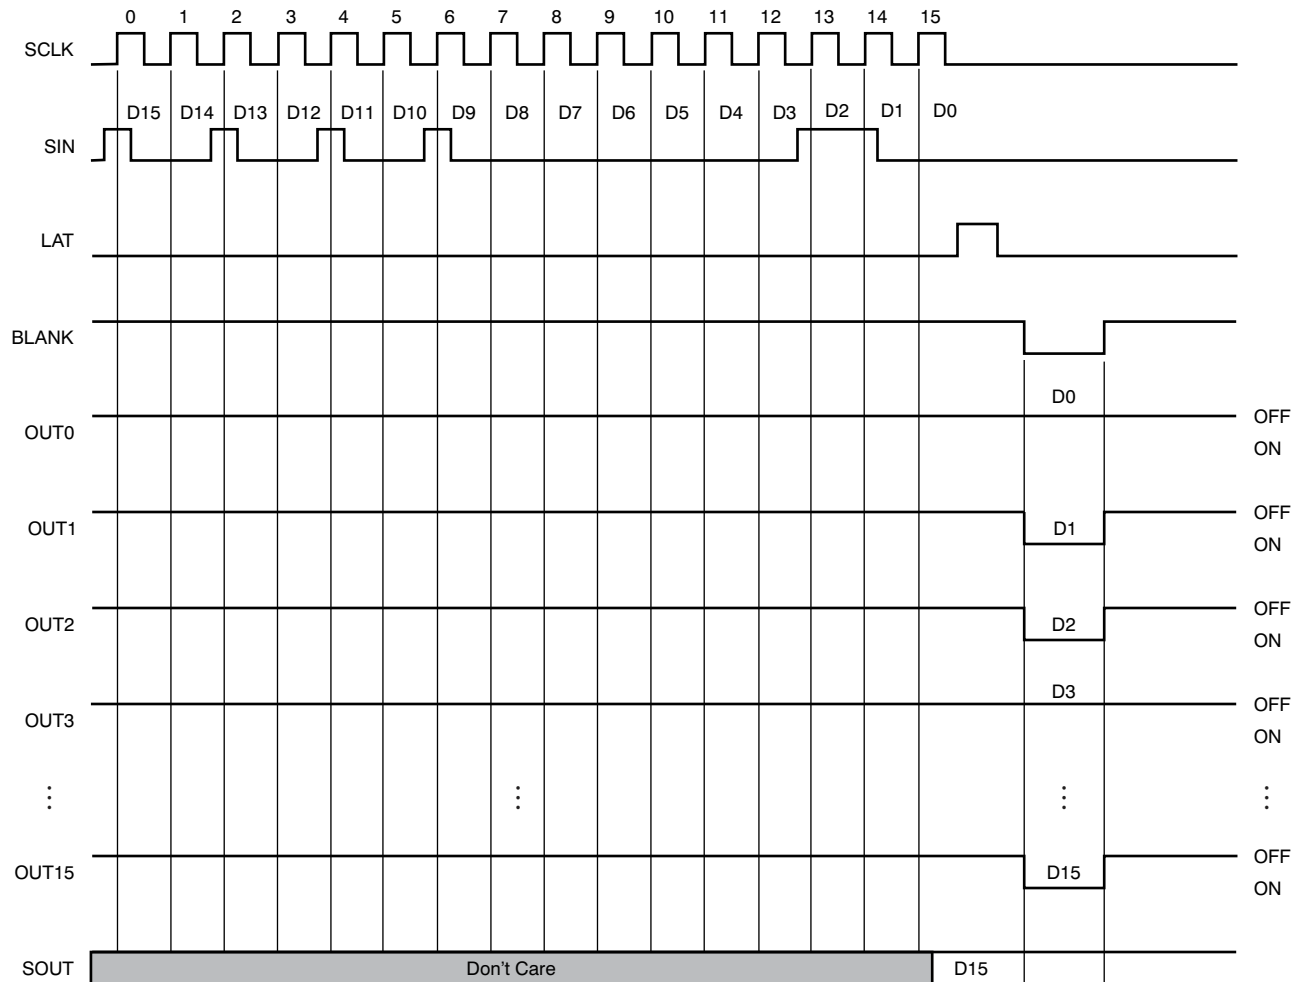 0 1 2 3 4 5 6 7 8 9 10 11 12 13 14 15
SCLK
D15 D14 D13 D12 D11 D10 D9 D8 D7 D6 D5 D4 D3 D2 D1 D0
SIN
LAT
BLANK
D0
OUT0 OFF
ON
OUT1 D1 OFF
ON
OUT2 D2 OFF
ON
D3
OUT3 OFF
ON
OUT15 D15 OFF
ON
SOUT Don't Care D15